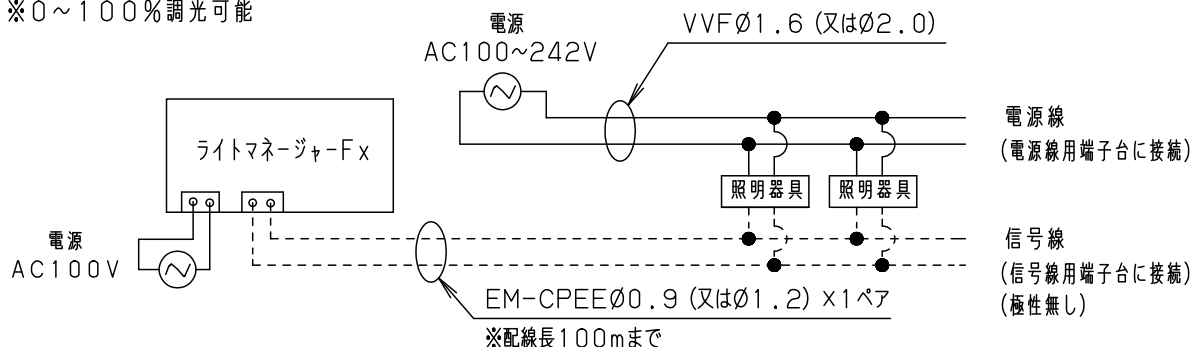 ※0～100%調光可能
電源
AC100～242V
VVFØ1.6 (又はØ2.0)
ライトマネージャーFx
電源線
(電源線用端子台に接続)
照明器具
照明器具
電源
AC100V
信号線
(信号線用端子台に接続)
(極性無し)
EM-CPEEØ0.9 (又はØ1.2) ×1ペア
※配線長100mまで